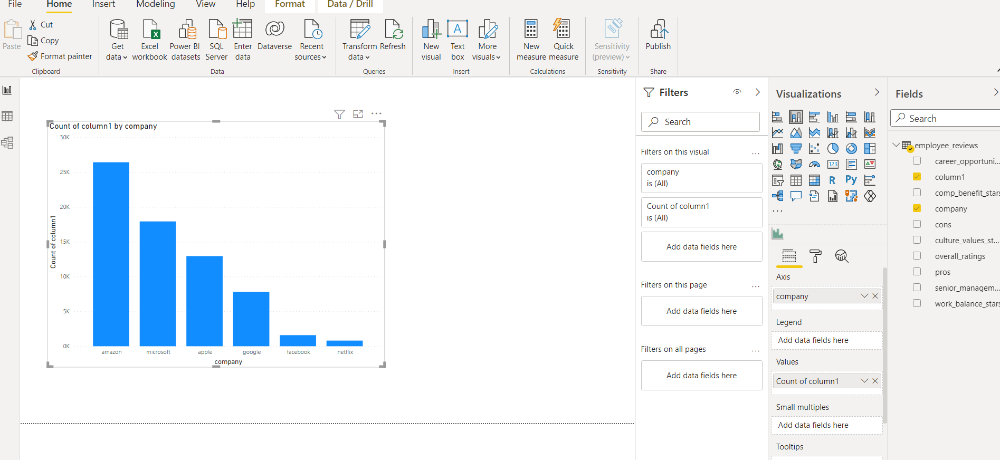 File Home Insert Modeling View Help Format Data / Drill
Paste
Cut
Copy
Format painter
Clipboard
Get data
Excel workbook
Power BI datasets
SQL Server
Enter data
Dataverse
Recent sources
Data
Transform data
Refresh
Queries
New visual
Text box
More visuals
Insert
New measure
Quick measure
Calculations
Sensitivity (preview)
Sensitivity
Publish
Share
Count of column1 by company
30K
25K
20K
15K
10K
5K
0K
Count of column1
amazon microsoft apple google facebook netflix
company
Filters
Search
Filters on this visual ...
company
is (All)
Count of column1
is (All)
Add data fields here
Filters on this page ...
Add data fields here
Filters on all pages ...
Add data fields here
Visualizations
123
R Py
...
Axis
company
Legend
Add data fields here
Values
Count of column1
Small multiples
Add data fields here
Tooltips
Fields
Search
employee_reviews
career_opportuni...
column1
comp_benefit_stars
company
cons
culture_values_st...
overall_ratings
pros
senior_managem...
work_balance_stars